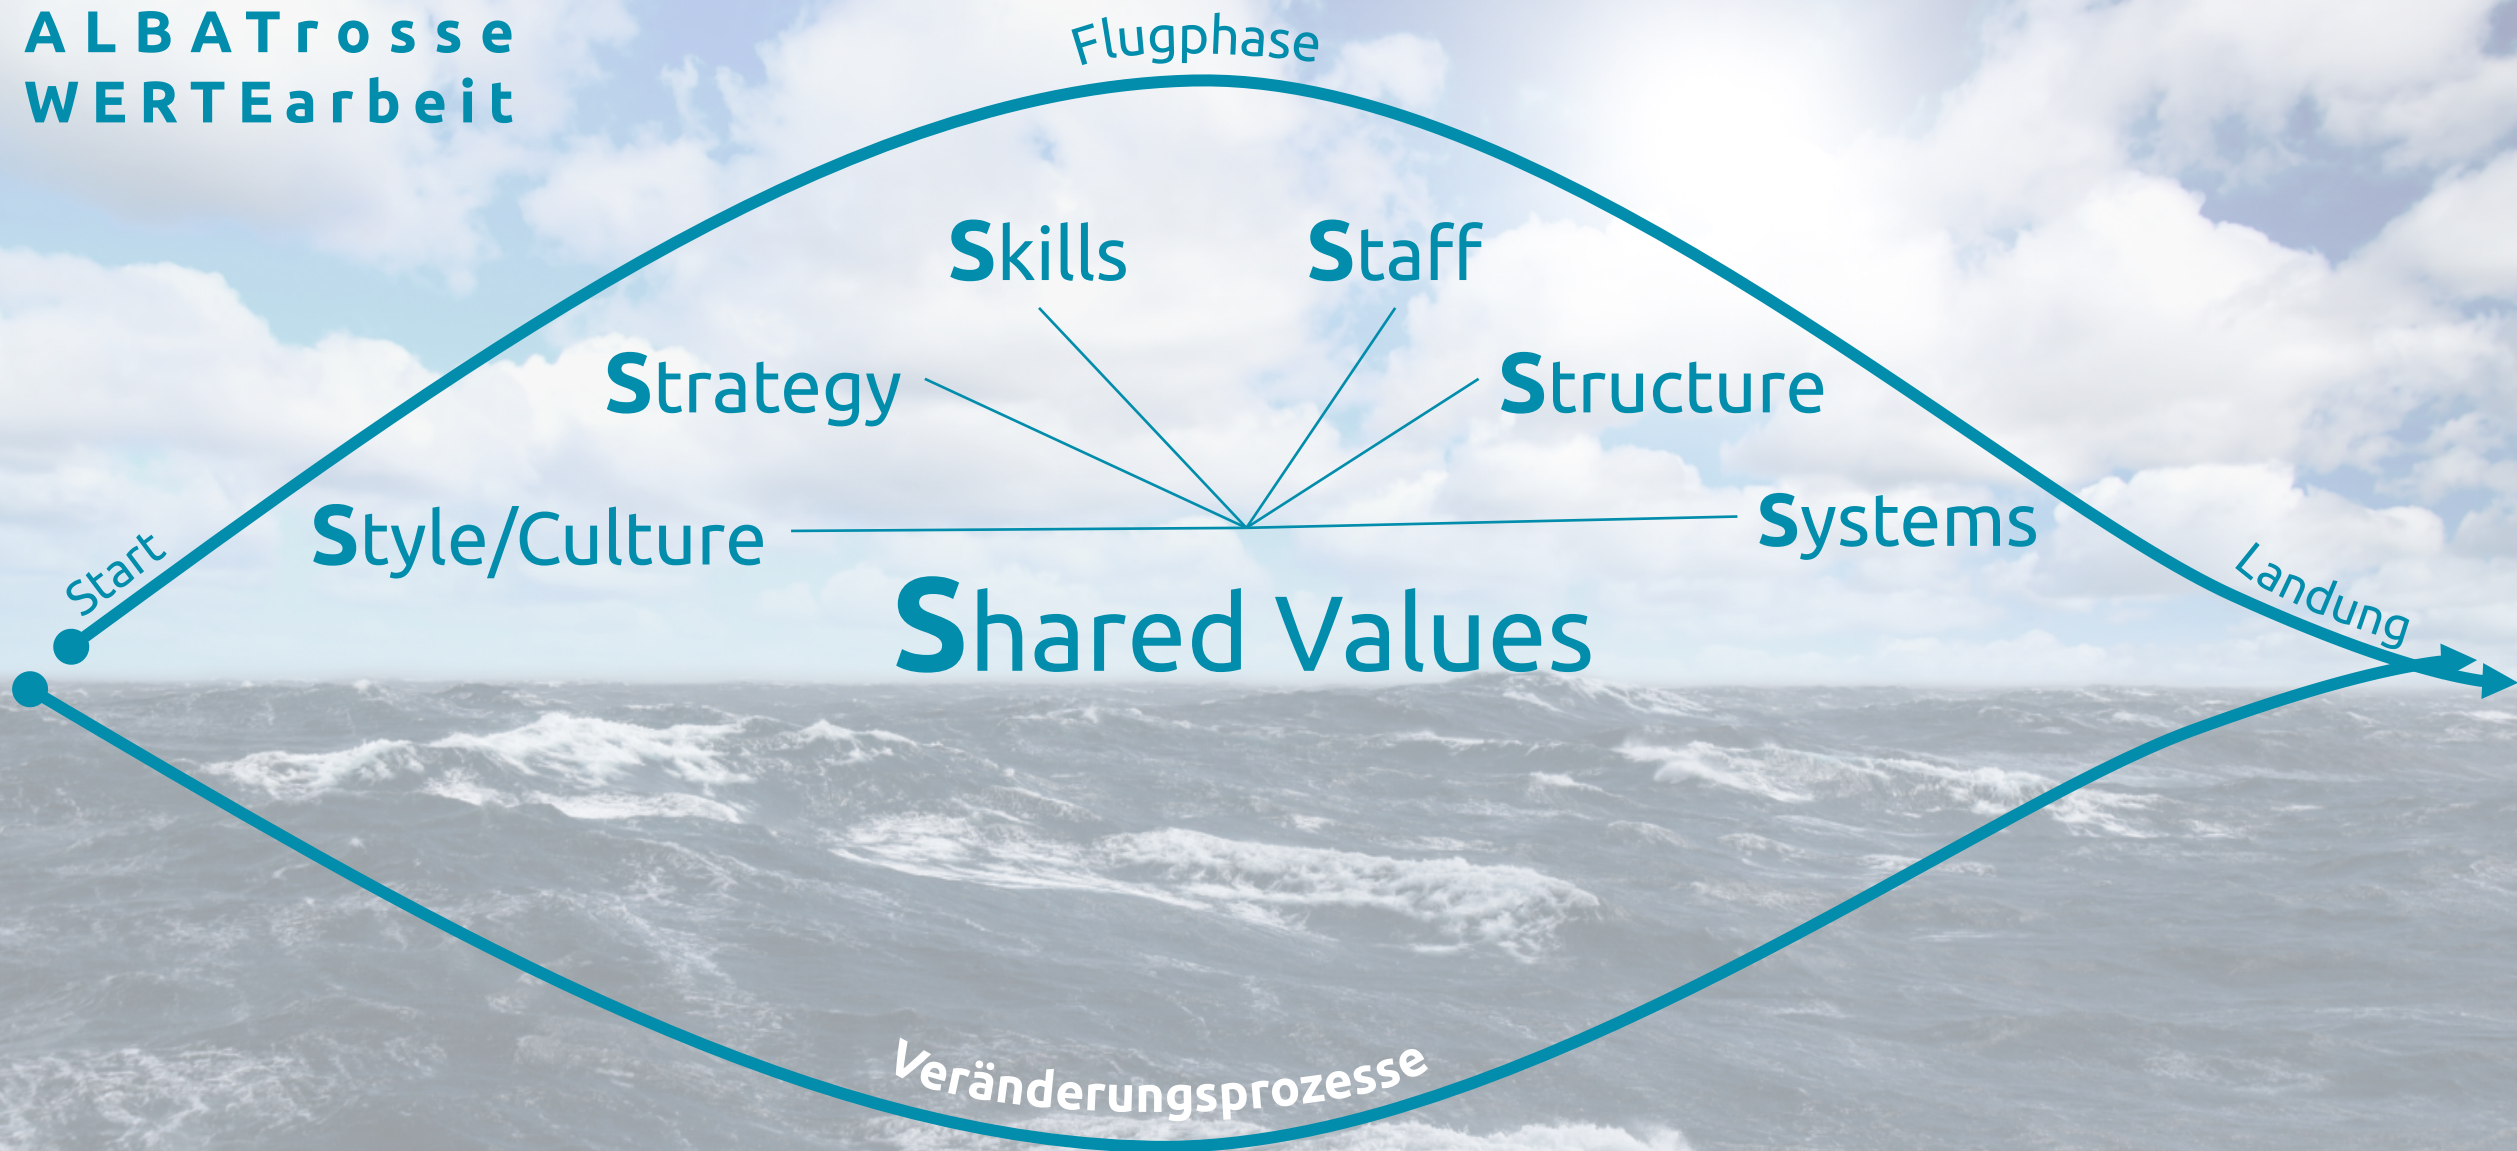 ALBATrosse
WERTEarbeit
Flugphase
Skills
Staff
Strategy
Structure
Style/Culture
Systems
Start
Landung
Shared Values
Veränderungsprozesse